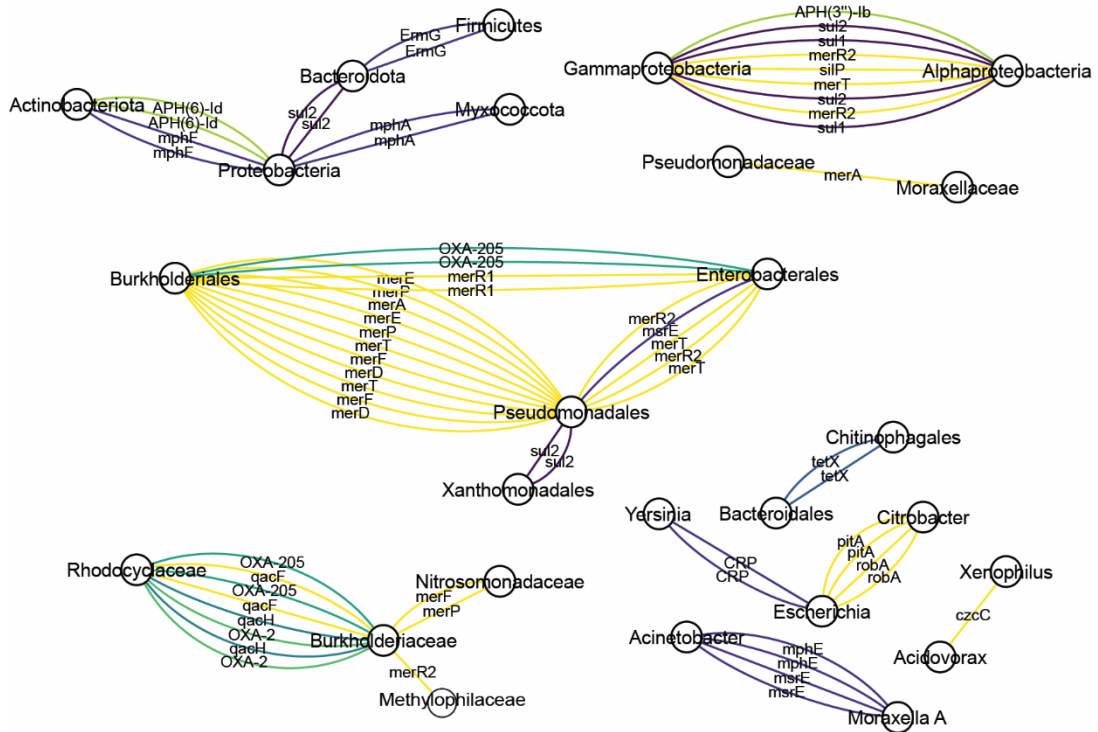 Firmicutes
ErmG
ErmG
Bacteroidota
Actinobacteriota
APH(6)-Id
APH(6)-Id
mphF
mphF
sul2
sul2
Myxococcota
mphA
mphA
Proteobacteria
APH(3")-Ib
sul2
sul1
merR2
Gammaproteobacteria
silP
Alphaproteobacteria
merT
sul2
merR2
sul1
Pseudomonadaceae
merA
Moraxellaceae
OXA-205
OXA-205
Burkholderiales
Enterobacterales
merR1
merR1
merE
merP
merA
merE
merP
merT
merF
merD
merT
merF
merD
merR2
msrE
merT
merR2
merT
Pseudomonadales
sul2
sul2
Xanthomonadales
Chitinophagales
tetX
tetX
Bacteroidales
Yersinia
CRP
CRP
Citrobacter
pitA
pitA
robA
robA
Escherichia
Xenophilus
czcC
Acidovorax
Rhodocyclaceae
OXA-205
qacF
OXA-205
qacF
qacH
OXA-2
qacH
OXA-2
Nitrosomonadaceae
merF
merP
Burkholderiaceae
merR2
Methylophilaceae
Acinetobacter
mphE
mphE
msrE
msrE
Moraxella A